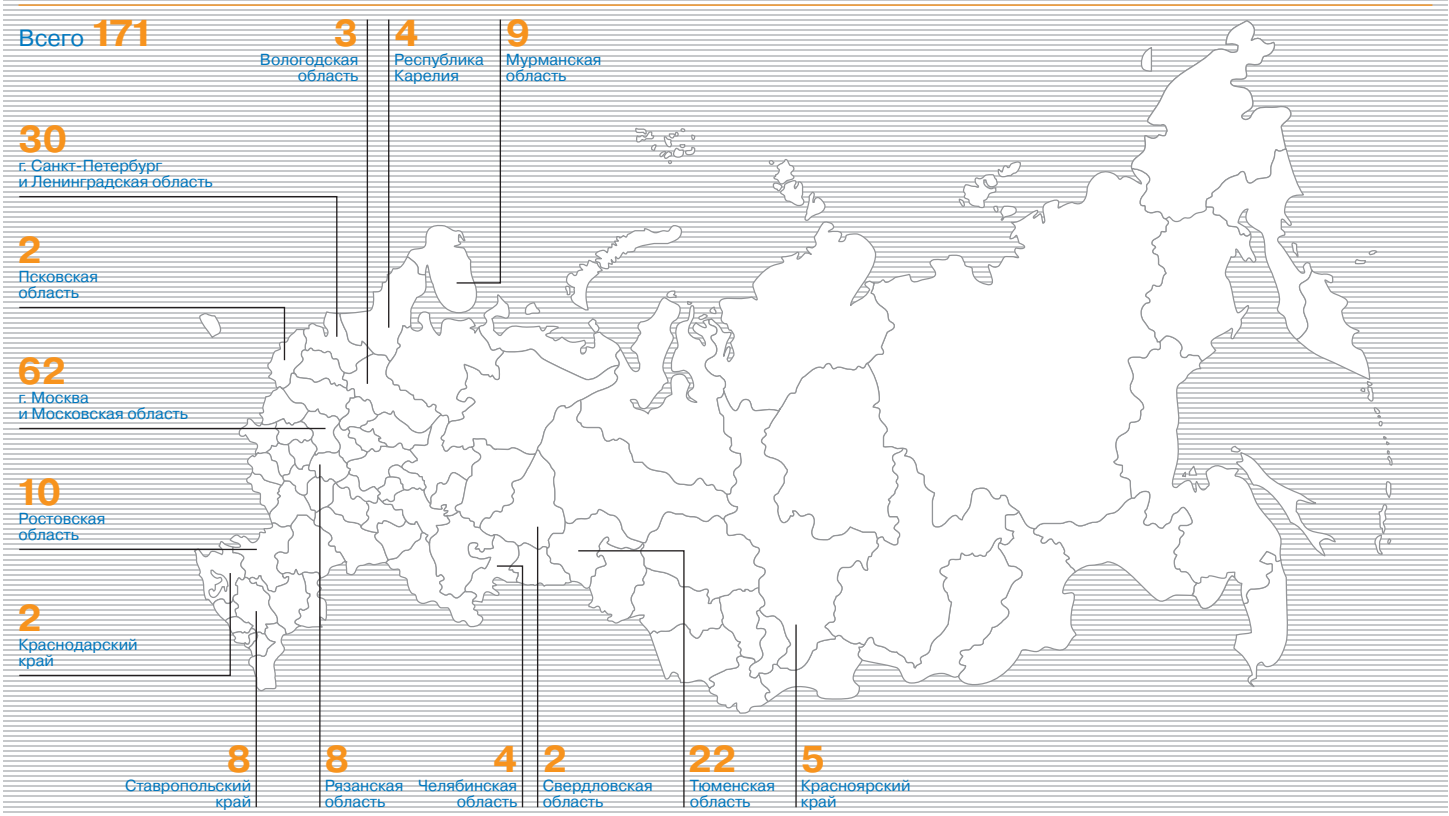 Всего 171
3
Вологодская
область
4
Республика
Карелия
9
Мурманская
область
30
г. Санкт-Петербург
и Ленинградская область
2
Псковская
область
62
г. Москва
и Московская область
10
Ростовская
область
2
Краснодарский
край
8
Ставропольский
край
8
Рязанская
область
4
Челябинская
область
2
Свердловская
область
22
Тюменская
область
5
Красноярский
край